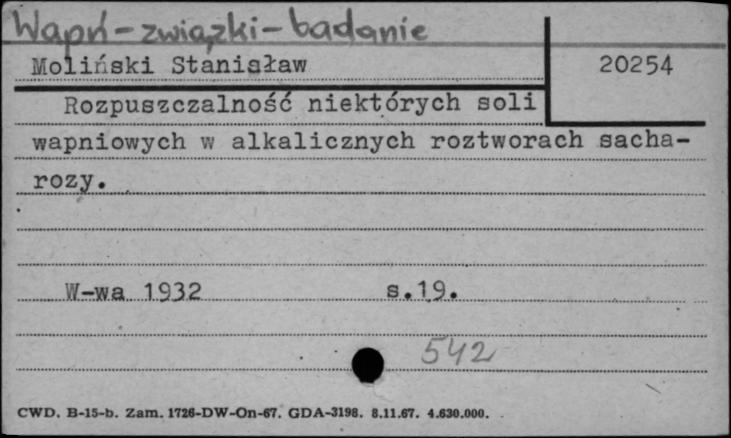 Wapń-związki-badanie
Moliński Stanisław 20254
Rozpuszczalność niektórych soli
wapniowych w alkalicznych roztworach sacha-
rozy.
W-wa 1932 s.19.
542
CWD. B-15-b. Zam. 1726-DW-On-67. GDA-3198. 8.11.67. 4.630.000.